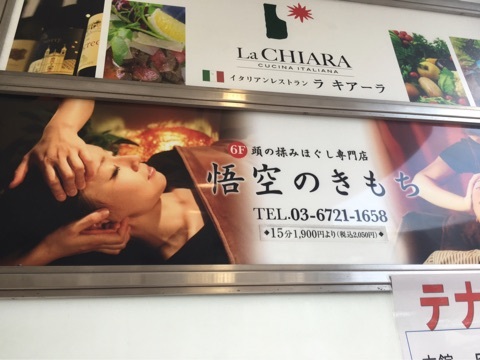 La CHIARA
CUCINA ITALIANA
イタリアンレストラン ラ キアーラ
6F 頭の揉みほぐし専門店
悟空のきもち
TEL.03-6721-1658
◆15分1,900円より(税込2,050円)◆
テナ